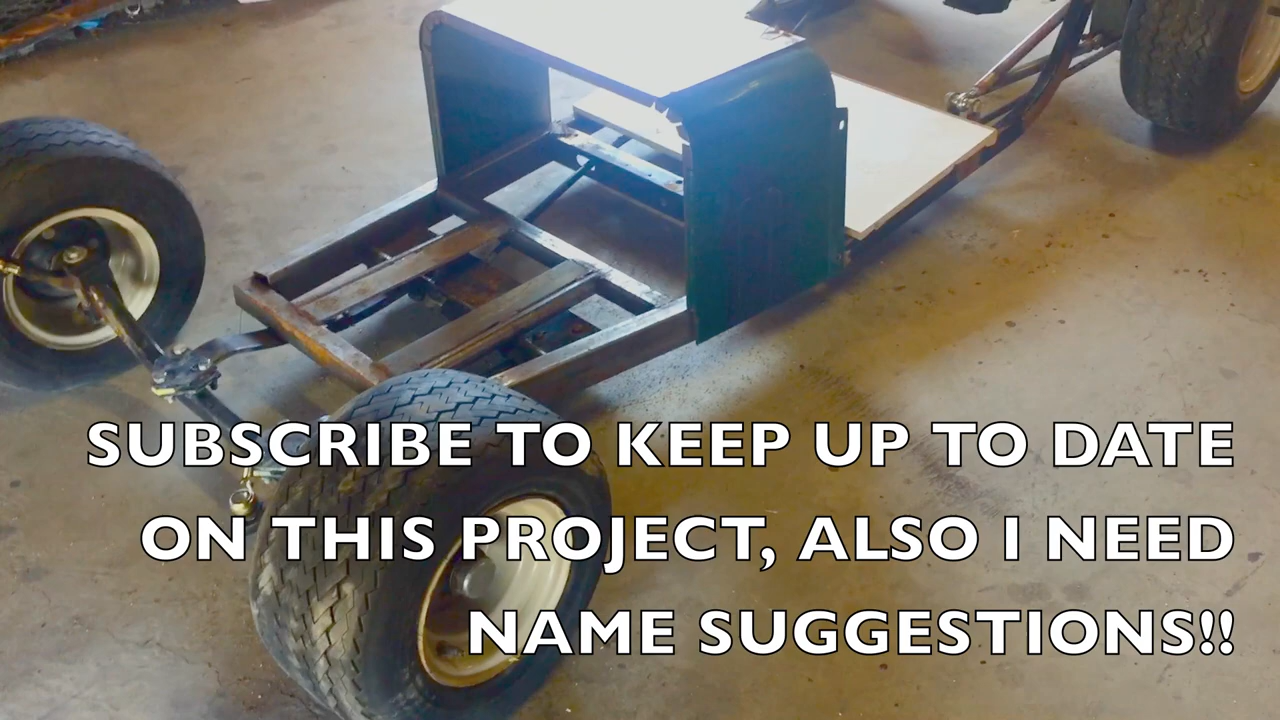 SUBSCRIBE TO KEEP UP TO DATE
ON THIS PROJECT, ALSO I NEED
NAME SUGGESTIONS!!